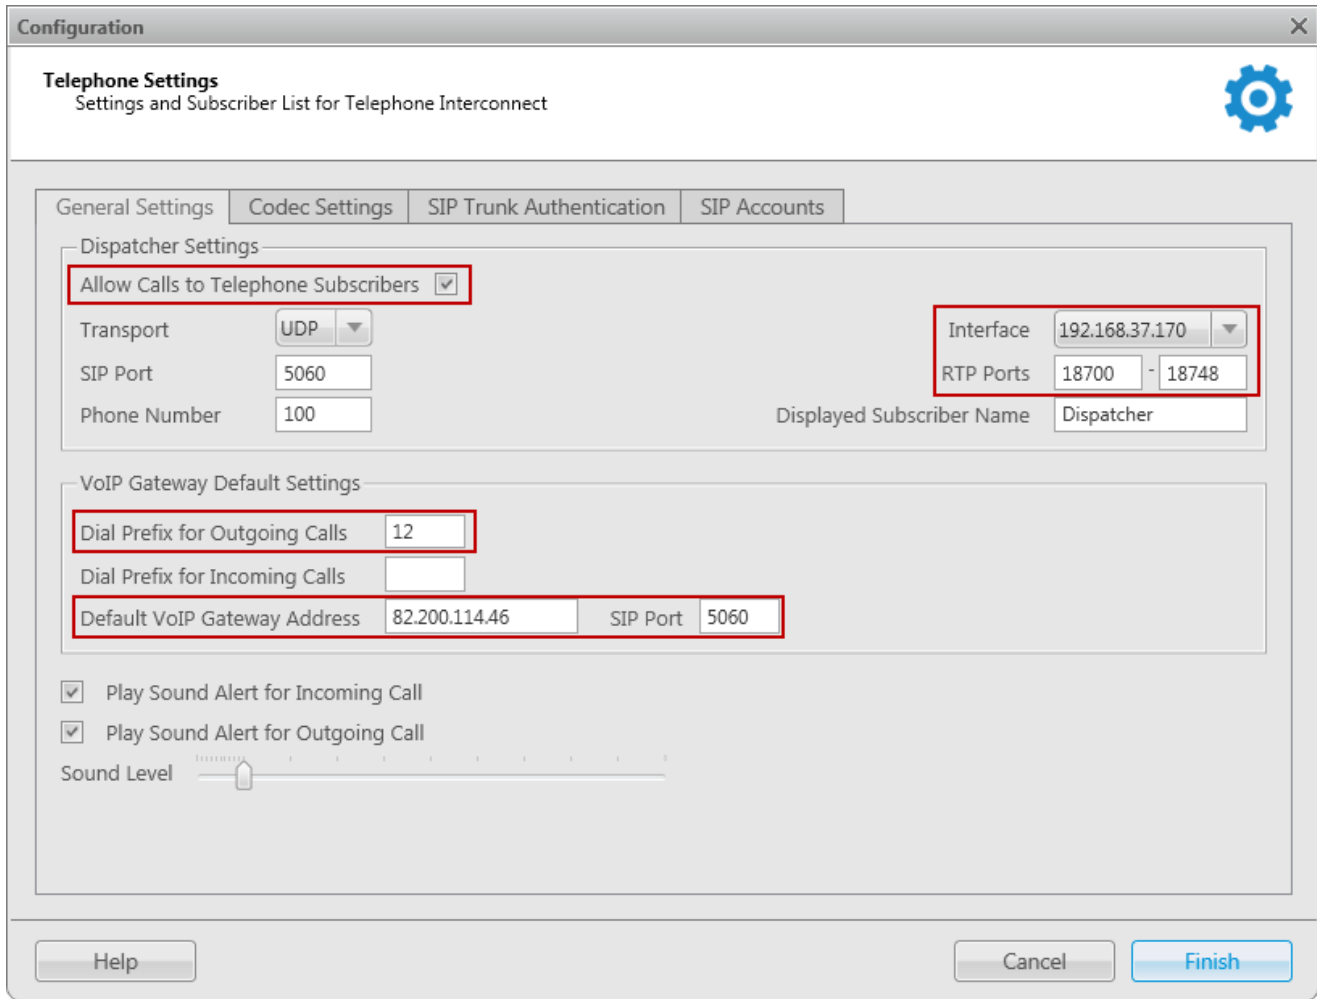 Configuration
Telephone Settings
Settings and Subscriber List for Telephone Interconnect
General Settings Codec Settings SIP Trunk Authentication SIP Accounts
Dispatcher Settings
Allow Calls to Telephone Subscribers
Transport UDP Interface 192.168.37.170
SIP Port 5060 RTP Ports 18700 - 18748
Phone Number 100 Displayed Subscriber Name Dispatcher
VoIP Gateway Default Settings
Dial Prefix for Outgoing Calls 12
Dial Prefix for Incoming Calls
Default VoIP Gateway Address 82.200.114.46 SIP Port 5060
Play Sound Alert for Incoming Call
Play Sound Alert for Outgoing Call
Sound Level
Help Cancel Finish